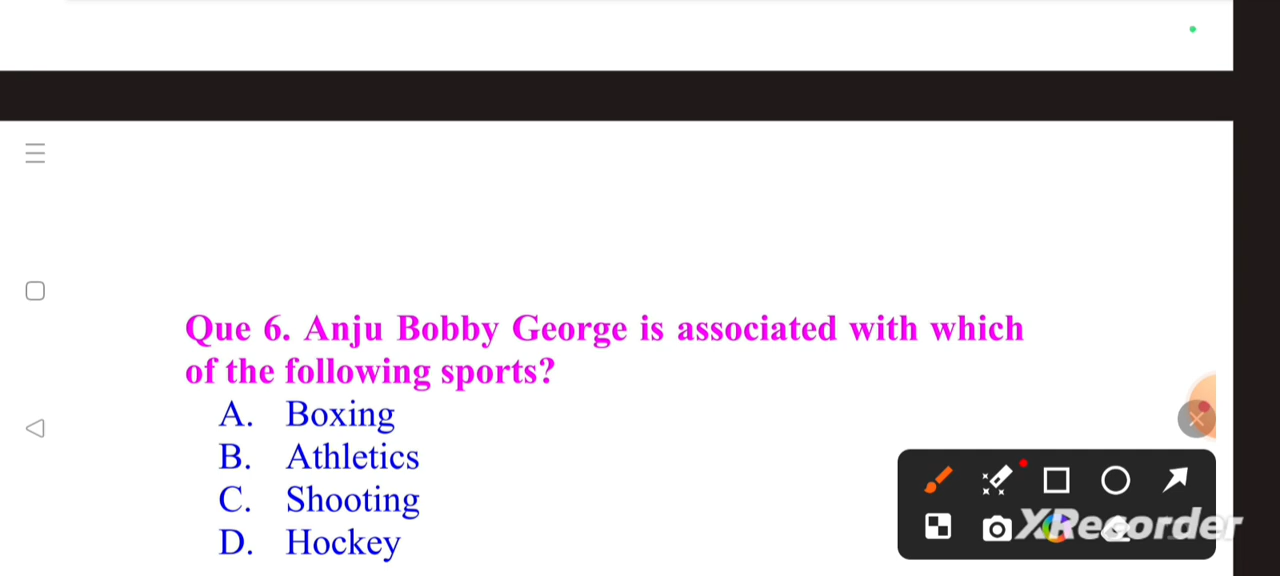 Que 6. Anju Bobby George is associated with which
of the following sports?
A. Boxing
B. Athletics
C. Shooting
D. Hockey
XRecorder